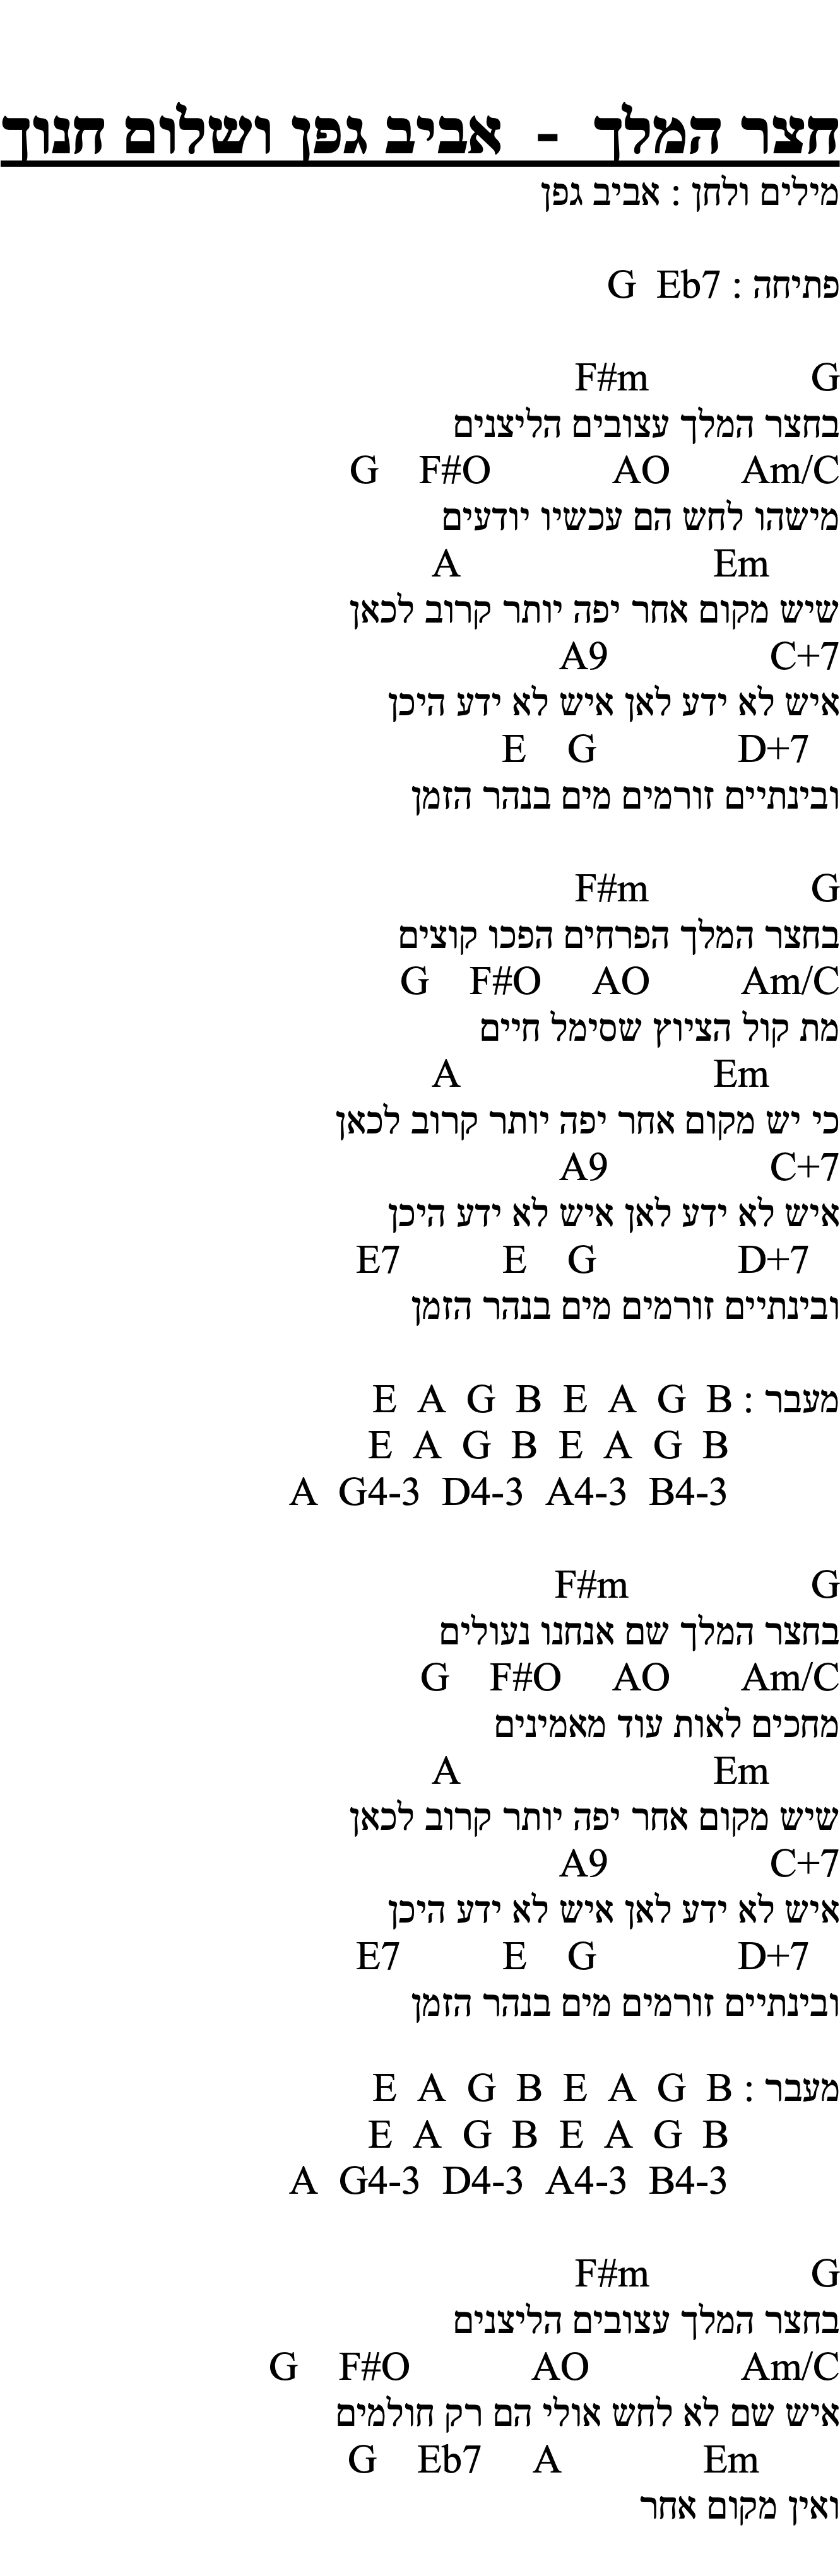 חצר המלך - אביב גפן ושלום חנוך
מילים ולחן : אביב גפן
פתיחה : G Eb7
F#m G
בחצר המלך עצובים הליצנים
G F#O AO Am/C
מישהו לחש הם עכשיו יודעים
A Em
שיש מקום אחר יפה יותר קרוב לכאן
A9 C+7
איש לא ידע לאן איש לא ידע היכן
E G D+7
ובינתיים זורמים מים בנהר הזמן
F#m G
בחצר המלך הפרחים הפכו קוצים
G F#O AO Am/C
מת קול הציוץ שסימל חיים
A Em
כי יש מקום אחר יפה יותר קרוב לכאן
A9 C+7
איש לא ידע לאן איש לא ידע היכן
E7 E G D+7
ובינתיים זורמים מים בנהר הזמן
מעבר : E A G B E A G B
E A G B E A G B
A G4-3 D4-3 A4-3 B4-3
F#m G
בחצר המלך שם אנחנו נעולים
G F#O AO Am/C
מחכים לאות עוד מאמינים
A Em
שיש מקום אחר יפה יותר קרוב לכאן
A9 C+7
איש לא ידע לאן איש לא ידע היכן
E7 E G D+7
ובינתיים זורמים מים בנהר הזמן
מעבר : E A G B E A G B
E A G B E A G B
A G4-3 D4-3 A4-3 B4-3
F#m G
בחצר המלך עצובים הליצנים
G F#O AO Am/C
איש שם לא לחש אולי הם רק חולמים
G Eb7 A Em
ואין מקום אחר